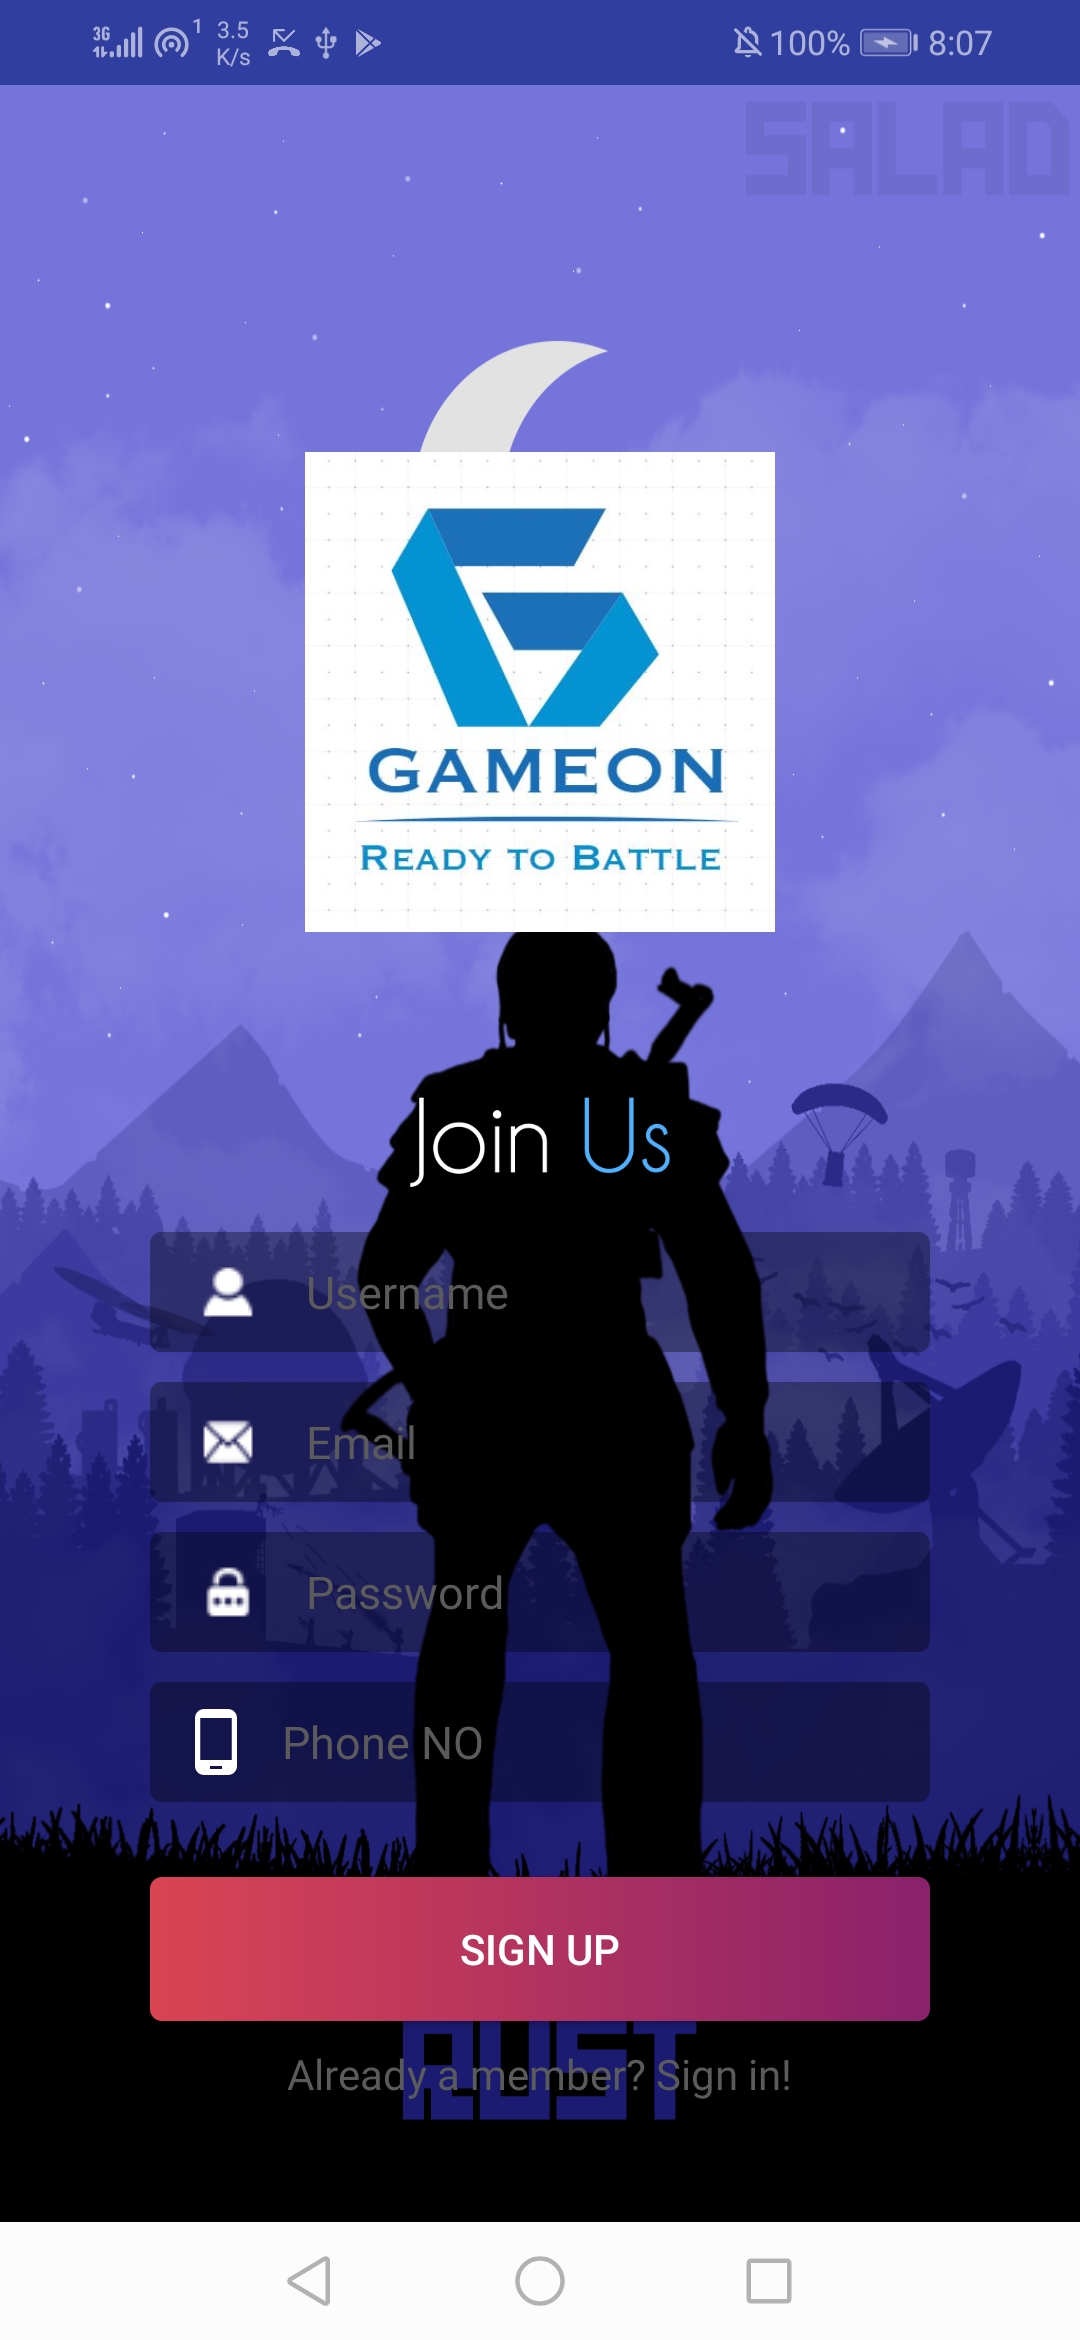 3G 1 3.5 K/s 100% 8:07
SALAD
GAMEON
READY TO BATTLE
Join Us
Username
Email
Password
Phone NO
SIGN UP
RUST
Already a member? Sign in!